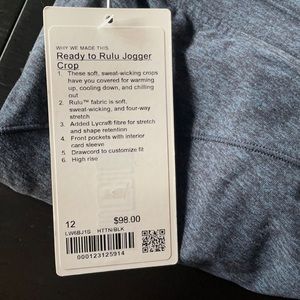 WHY WE MADE THIS
Ready to Rulu Jogger
Crop
1. These soft, sweat-wicking crops
have you covered for warming
up, cooling down, and chilling
out
2. Rulu™ fabric is soft,
sweat-wicking, and four-way
stretch
3. Added Lycra® fibre for stretch
and shape retention
4. Front pockets with interior
card sleeve
5. Drawcord to customize fit
6. High rise
12 $98.00
LW6BJ1S HTTN/BLK
000123125914